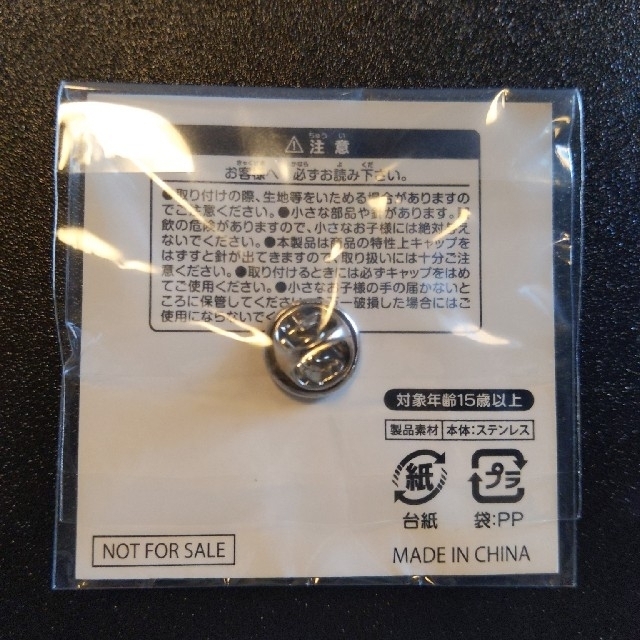 ちゅうい
⚠注意
お客様へ 必ずお読み下さい。
●取り付けの際、生地等をいためる場合がありますの
でご注意ください。●小さな部品や があります。
飲の危険がありますので、小さなお子様には絶対
ないでください。●本製品は商品の特性上キャップを
はずすと針が出てきますので取り扱いには十分ご注
意ください。●取り付けるときには必ずキャップをはめ
てご使用ください。●小さなお子様の手の届かないと
ころに保管してください。 一破損した場合にはご
使用にならないで
対象年齢15歳以上
製品素材 本体:ステンレス
紙 プラ
台紙 袋:PP
NOT FOR SALE
MADE IN CHINA